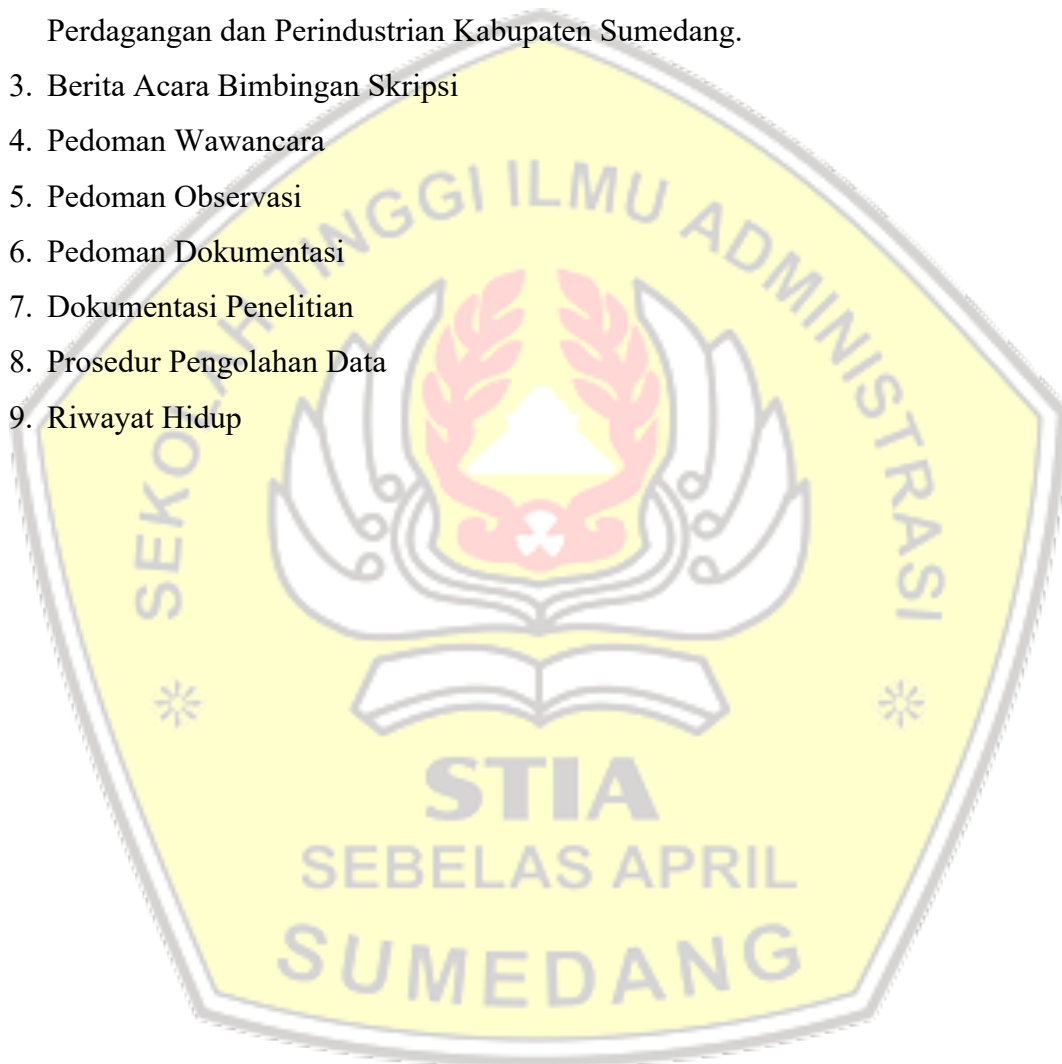 Perdagangan dan Perindustrian Kabupaten Sumedang.
3. Berita Acara Bimbingan Skripsi
4. Pedoman Wawancara
5. Pedoman Observasi
6. Pedoman Dokumentasi
7. Dokumentasi Penelitian
8. Prosedur Pengolahan Data
9. Riwayat Hidup
SEKOLAH TINGGI ILMU ADMINISTRASI
STIA
SEBELAS APRIL
SUMEDANG